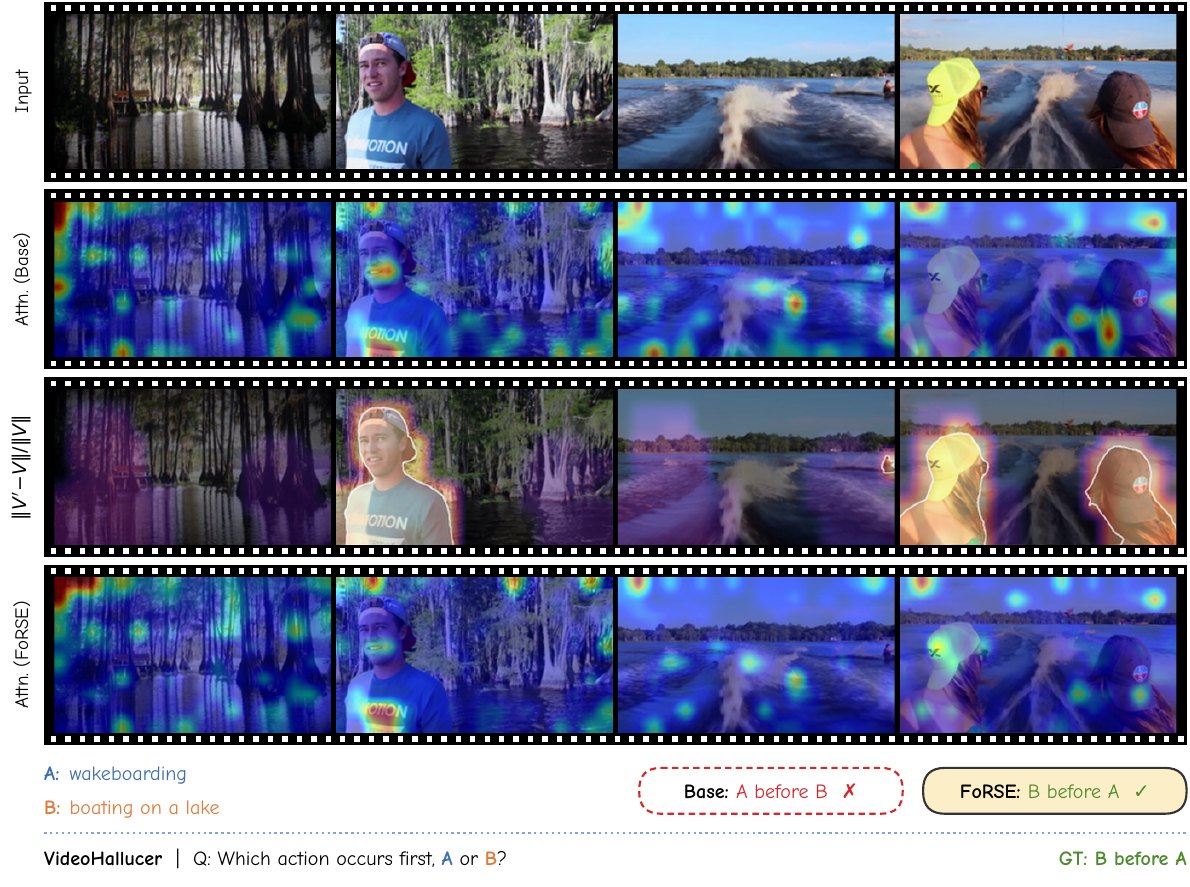 Input
MOTION
Attn. (Base)
MOTION
‖V′−V‖/‖V‖
MOTION
Attn. (FoRSE)
MOTION
A: wakeboarding
B: boating on a lake
Base: A before B ✗
FoRSE: B before A ✓
VideoHallucer | Q: Which action occurs first, A or B?
GT: B before A